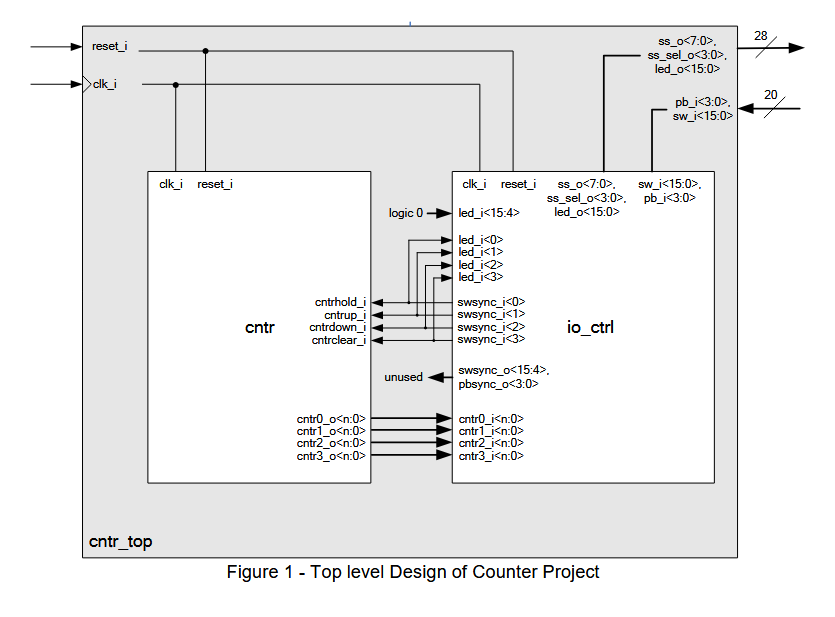 reset_i
clk_i
ss_o<7:0>,
ss_sel_o<3:0>,
led_o<15:0>
28
pb_i<3:0>,
sw_i<15:0>
20
clk_i reset_i
clk_i reset_i
ss_o<7:0>,
ss_sel_o<3:0>,
led_o<15:0>
sw_i<15:0>,
pb_i<3:0>
logic 0
led_i<15:4>
led_i<0>
led_i<1>
led_i<2>
led_i<3>
cntrhold_i
cntrup_i
cntrdown_i
cntrclear_i
swsync_i<0>
swsync_i<1>
swsync_i<2>
swsync_i<3>
cntr
io_ctrl
unused
swsync_o<15:4>,
pbsync_o<3:0>
cntr0_o<n:0>
cntr1_o<n:0>
cntr2_o<n:0>
cntr3_o<n:0>
cntr0_i<n:0>
cntr1_i<n:0>
cntr2_i<n:0>
cntr3_i<n:0>
cntr_top
Figure 1 - Top level Design of Counter Project